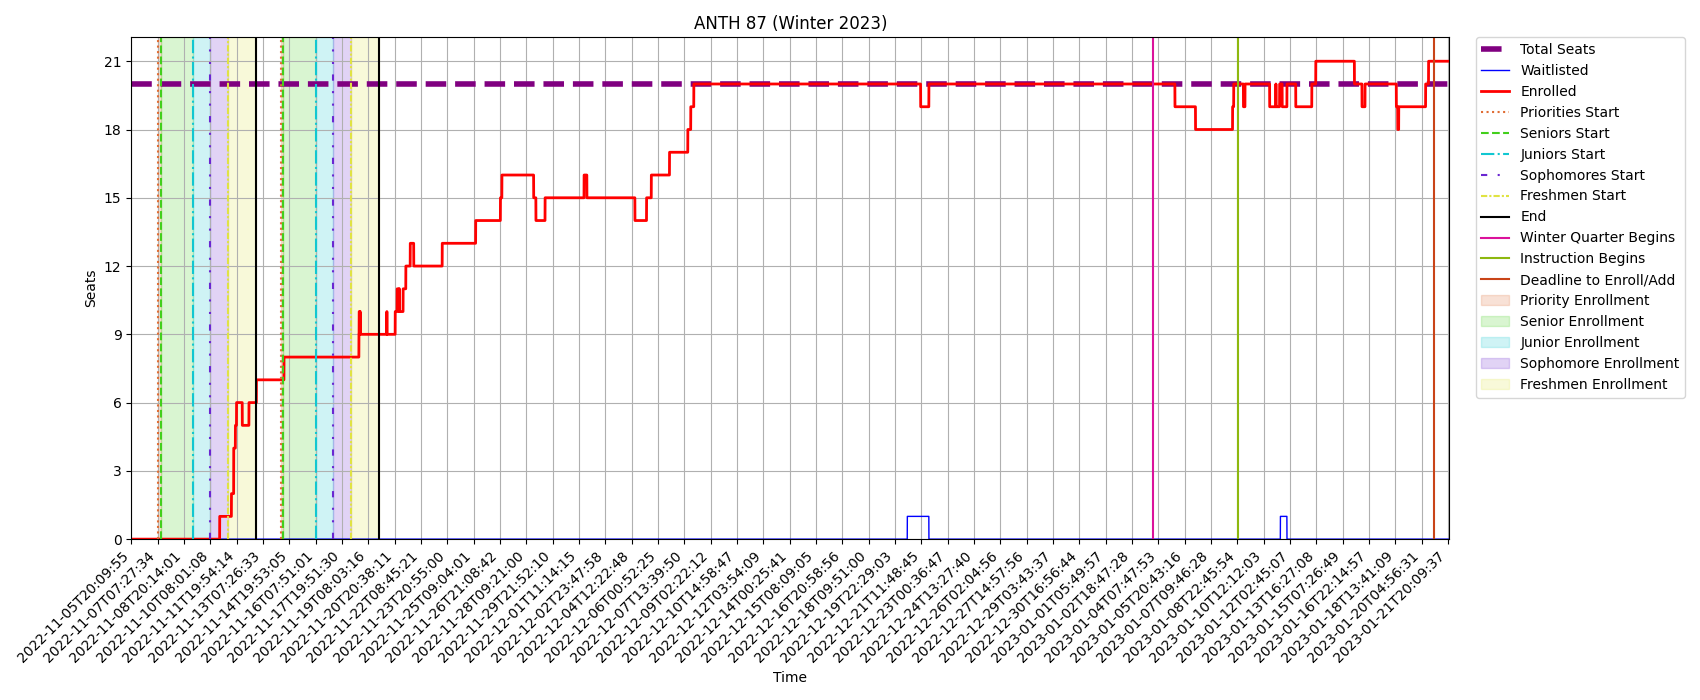 ANTH 87 (Winter 2023)
Seats
21
18
15
12
9
6
3
0
2022-11-05T20:09:55
2022-11-07T07:27:34
2022-11-08T20:14:01
2022-11-10T08:01:08
2022-11-11T19:54:14
2022-11-13T07:26:33
2022-11-14T19:53:05
2022-11-16T07:51:01
2022-11-17T19:51:30
2022-11-19T08:03:16
2022-11-20T20:38:11
2022-11-22T08:45:21
2022-11-23T20:55:00
2022-11-25T09:04:01
2022-11-26T21:08:42
2022-11-28T09:21:00
2022-11-29T21:52:10
2022-12-01T11:14:15
2022-12-02T23:47:58
2022-12-04T12:22:48
2022-12-06T00:52:25
2022-12-07T13:39:50
2022-12-09T02:22:12
2022-12-10T14:58:47
2022-12-12T03:54:09
2022-12-14T00:25:41
2022-12-15T08:09:05
2022-12-16T20:58:56
2022-12-18T09:51:00
2022-12-19T22:29:03
2022-12-21T11:48:45
2022-12-23T00:36:47
2022-12-24T13:27:40
2022-12-26T02:04:56
2022-12-27T14:57:56
2022-12-29T03:43:37
2022-12-30T16:56:44
2023-01-01T05:49:57
2023-01-02T18:47:28
2023-01-04T07:47:53
2023-01-05T20:43:16
2023-01-07T09:46:28
2023-01-08T22:45:54
2023-01-10T12:12:03
2023-01-12T02:45:07
2023-01-13T16:27:08
2023-01-15T07:26:49
2023-01-16T22:14:57
2023-01-18T13:41:09
2023-01-20T04:56:31
2023-01-21T20:09:37
Time
Total Seats
Waitlisted
Enrolled
Priorities Start
Seniors Start
Juniors Start
Sophomores Start
Freshmen Start
End
Winter Quarter Begins
Instruction Begins
Deadline to Enroll/Add
Priority Enrollment
Senior Enrollment
Junior Enrollment
Sophomore Enrollment
Freshmen Enrollment